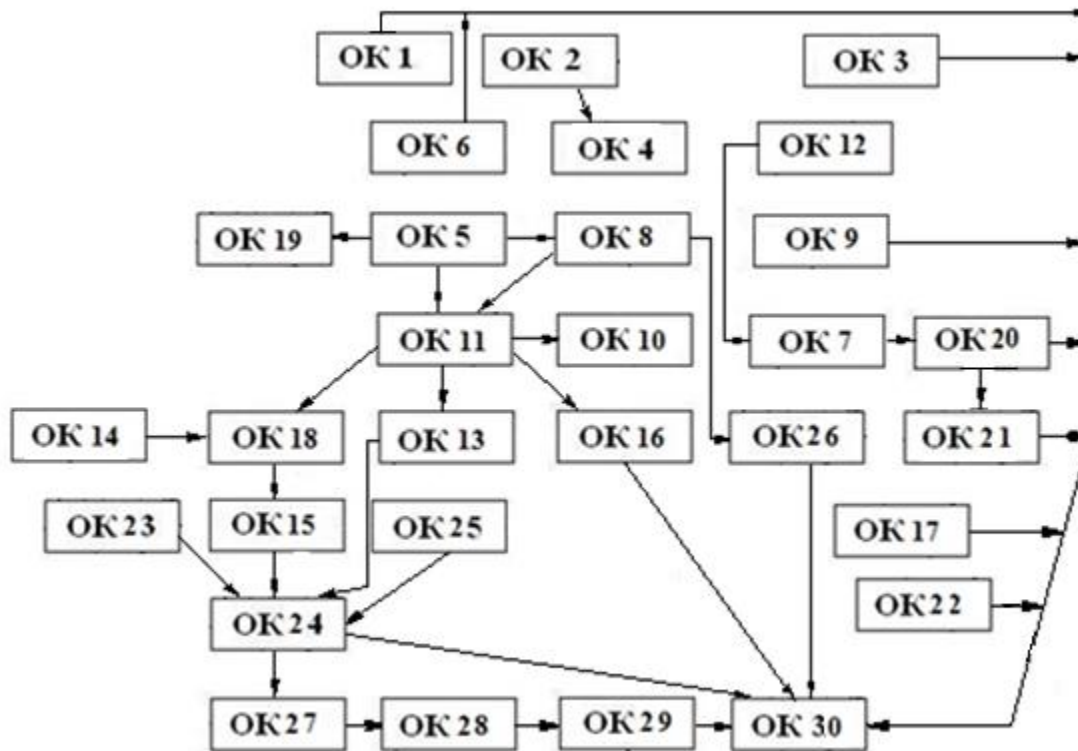 ОК 1
ОК 2
ОК 3
ОК 6
ОК 4
ОК 12
ОК 19
ОК 5
ОК 8
ОК 9
ОК 11
ОК 10
ОК 7
ОК 20
ОК 14
ОК 18
ОК 13
ОК 16
ОК 26
ОК 21
ОК 23
ОК 15
ОК 25
ОК 17
ОК 24
ОК 22
ОК 27
ОК 28
ОК 29
ОК 30